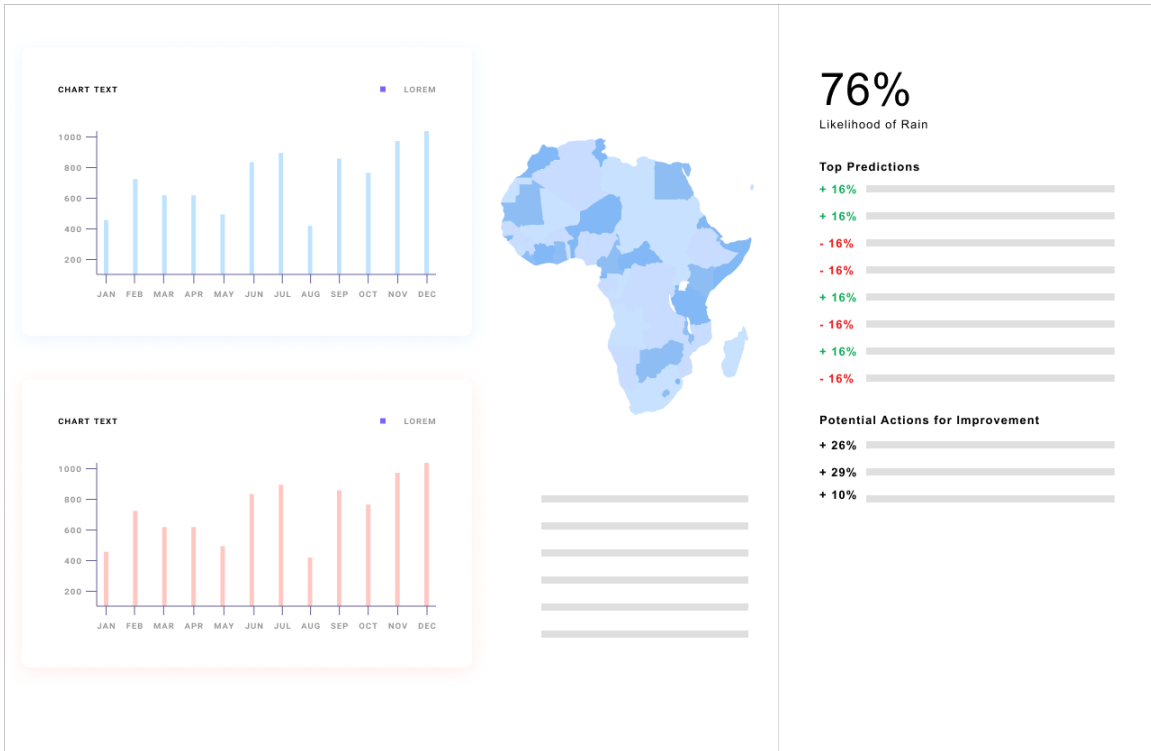 CHART TEXT
LOREM
1000
800
600
400
200
JAN FEB MAR APR MAY JUN JUL AUG SEP OCT NOV DEC
CHART TEXT
LOREM
1000
800
600
400
200
JAN FEB MAR APR MAY JUN JUL AUG SEP OCT NOV DEC
76%
Likelihood of Rain
Top Predictions
+ 16%
+ 16%
- 16%
- 16%
+ 16%
- 16%
+ 16%
- 16%
Potential Actions for Improvement
+ 26%
+ 29%
+ 10%